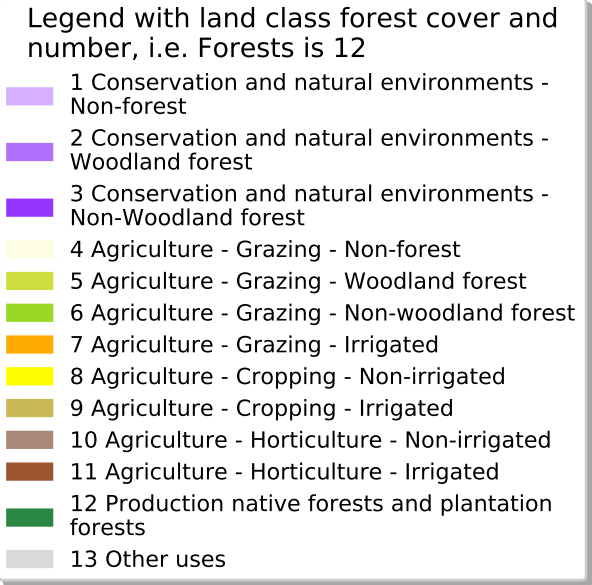 Legend with land class forest cover and
number, i.e. Forests is 12
1 Conservation and natural environments -
Non-forest
2 Conservation and natural environments -
Woodland forest
3 Conservation and natural environments -
Non-Woodland forest
4 Agriculture - Grazing - Non-forest
5 Agriculture - Grazing - Woodland forest
6 Agriculture - Grazing - Non-woodland forest
7 Agriculture - Grazing - Irrigated
8 Agriculture - Cropping - Non-irrigated
9 Agriculture - Cropping - Irrigated
10 Agriculture - Horticulture - Non-irrigated
11 Agriculture - Horticulture - Irrigated
12 Production native forests and plantation
forests
13 Other uses